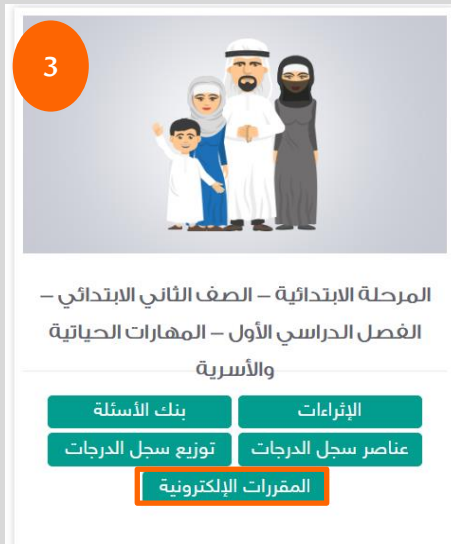 3
المرحلة الابتدائية – الصف الثاني الابتدائي –
الفصل الدراسي الأول – المهارات الحياتية
والأسرية
الإثراءات
بنك الأسئلة
عناصر سجل الدرجات
توزيع سجل الدرجات
المقررات الإلكترونية